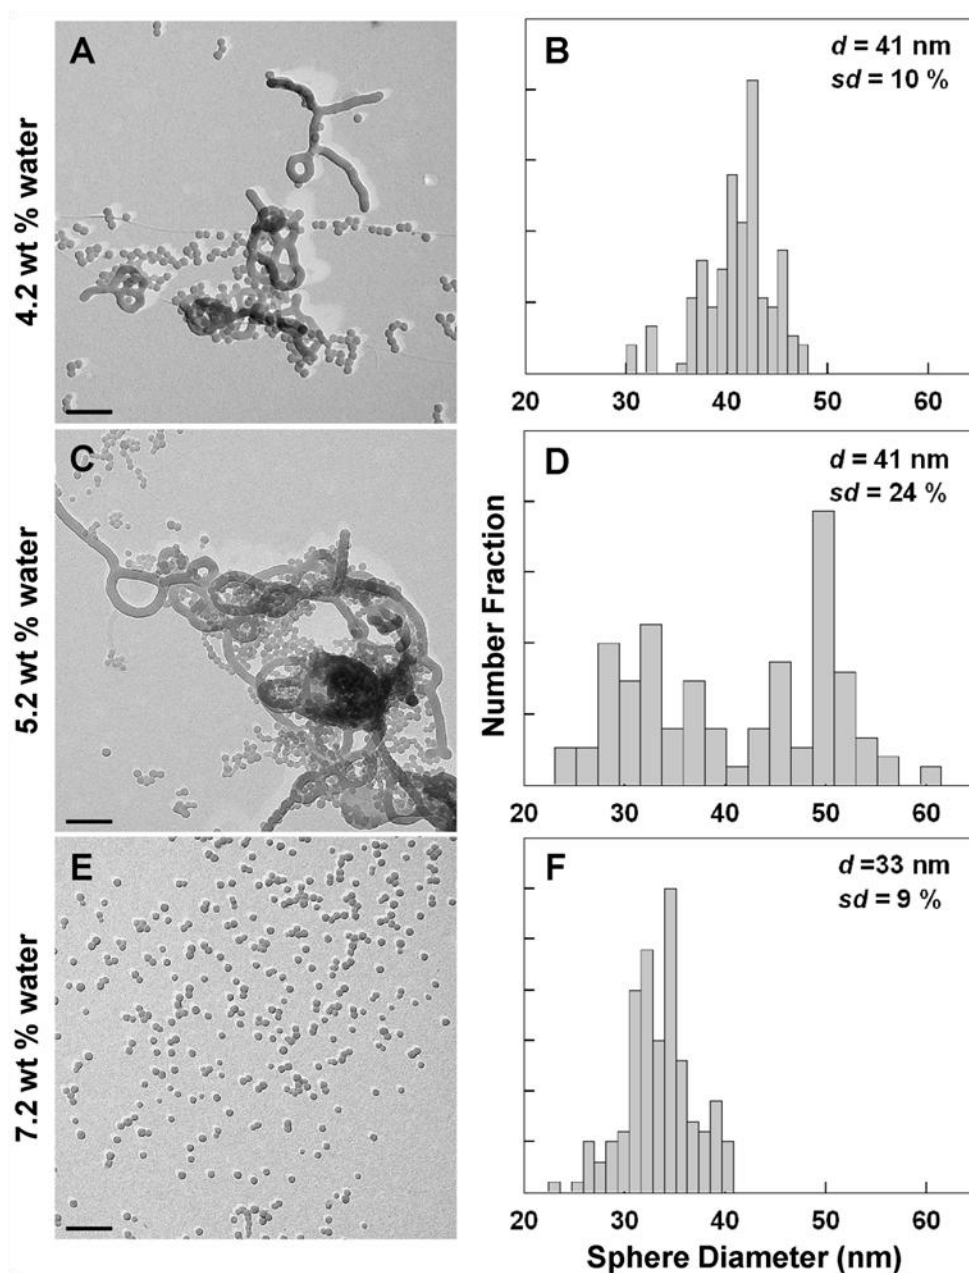 4.2 wt % water
A
B
d = 41 nm
sd = 10 %
20 30 40 50 60
5.2 wt % water
C
D
d = 41 nm
sd = 24 %
Number Fraction
20 30 40 50 60
7.2 wt % water
E
F
d =33 nm
sd = 9 %
20 30 40 50 60
Sphere Diameter (nm)